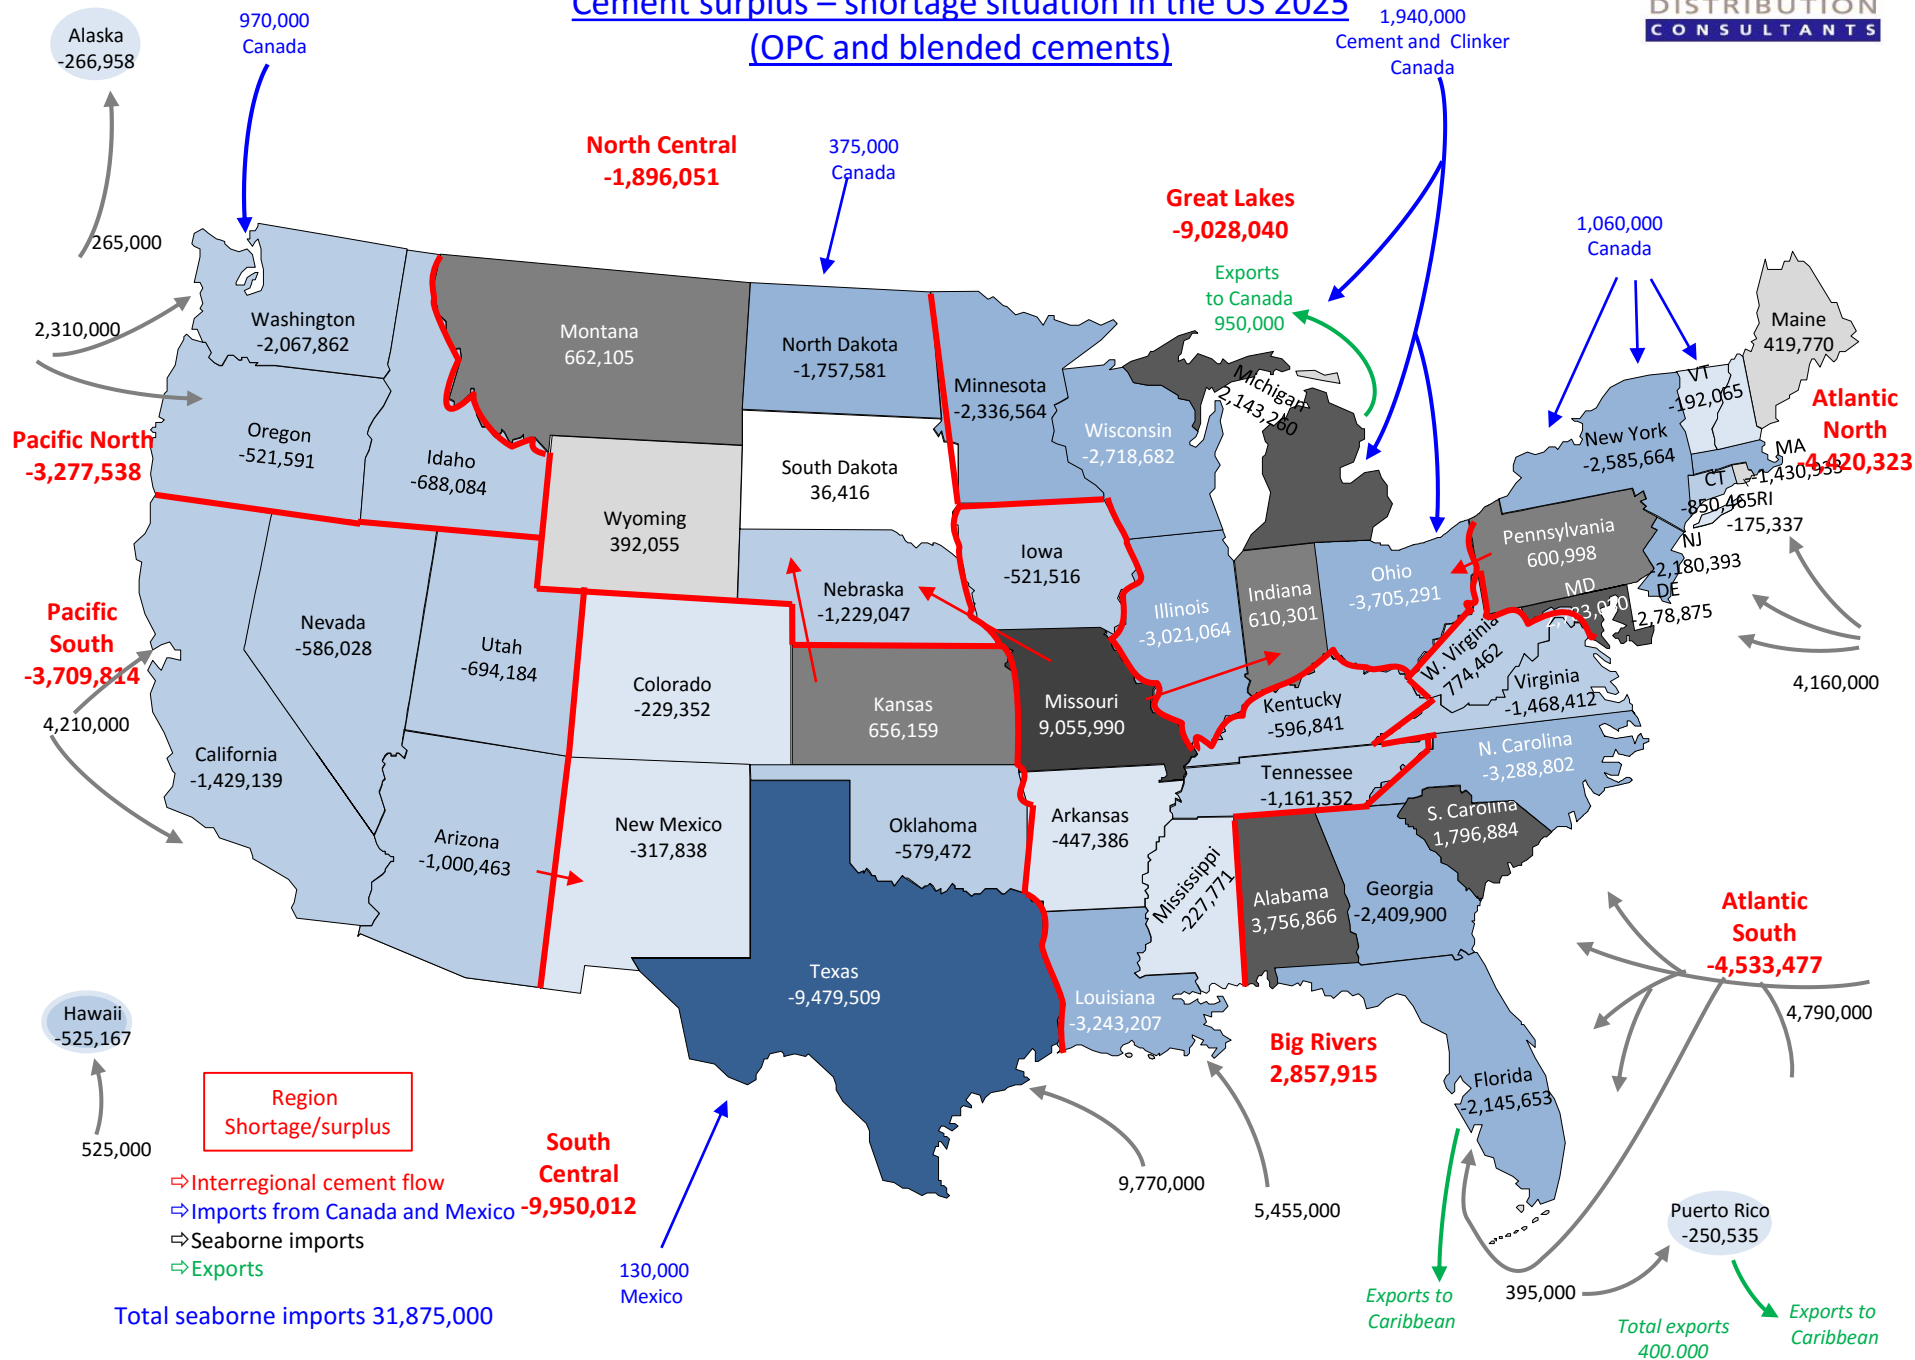 Cement surplus – shortage situation in the US 2025
(OPC and blended cements)
DISTRIBUTION
CONSULTANTS
Alaska
-266,958
970,000
Canada
1,940,000
Cement and Clinker
Canada
North Central
-1,896,051
375,000
Canada
Great Lakes
-9,028,040
Exports
to Canada
950,000
1,060,000
Canada
265,000
2,310,000
Washington
-2,067,862
Oregon
-521,591
Idaho
-688,084
Pacific North
-3,277,538
Montana
662,105
Wyoming
392,055
North Dakota
-1,757,581
South Dakota
36,416
Nebraska
-1,229,047
Minnesota
-2,336,564
Iowa
-521,516
Wisconsin
-2,718,682
Michigan
2,143,260
Illinois
-3,021,064
Indiana
610,301
Ohio
-3,705,291
Maine
419,770
VT
-192,065
New York
-2,585,664
Atlantic
North
-4,420,323
MA
-1,430,933
CT
-850,465
RI
-175,337
Pennsylvania
600,998
NJ
-2,180,393
MD
DE
-2,78,875
4,160,000
W. Virginia
774,462
Virginia
-1,468,412
Pacific
South
-3,709,814
4,210,000
Nevada
-586,028
Utah
-694,184
California
-1,429,139
Arizona
-1,000,463
Colorado
-229,352
New Mexico
-317,838
Kansas
656,159
Missouri
9,055,990
Kentucky
-596,841
Tennessee
-1,161,352
N. Carolina
-3,288,802
S. Carolina
1,796,884
Oklahoma
-579,472
Arkansas
-447,386
Mississippi
-227,771
Alabama
3,756,866
Georgia
-2,409,900
Texas
-9,479,509
Louisiana
-3,243,207
Florida
-2,145,653
Atlantic
South
-4,533,477
4,790,000
Big Rivers
2,857,915
Hawaii
-525,167
525,000
Region
Shortage/surplus
⇨Interregional cement flow
⇨Imports from Canada and Mexico
⇨Seaborne imports
⇨Exports
Total seaborne imports 31,875,000
South
Central
-9,950,012
130,000
Mexico
9,770,000
5,455,000
Exports to
Caribbean
395,000
Puerto Rico
-250,535
Total exports
400.000
Exports to
Caribbean